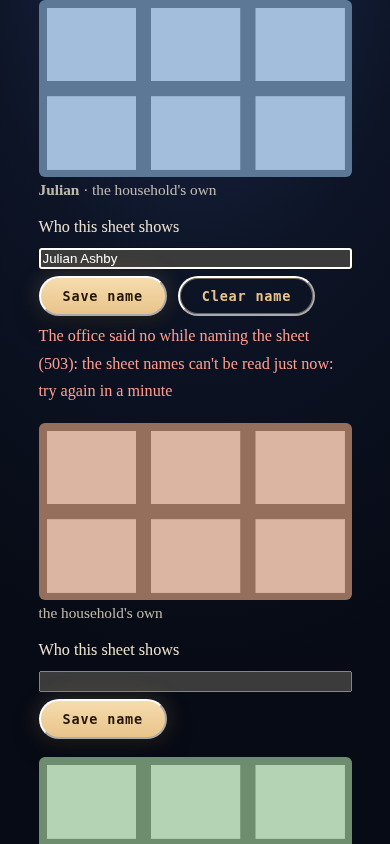 Julian · the household's own
Who this sheet shows
Julian Ashby
Save name Clear name
The office said no while naming the sheet
(503): the sheet names can't be read just now:
try again in a minute
the household's own
Who this sheet shows
Save name